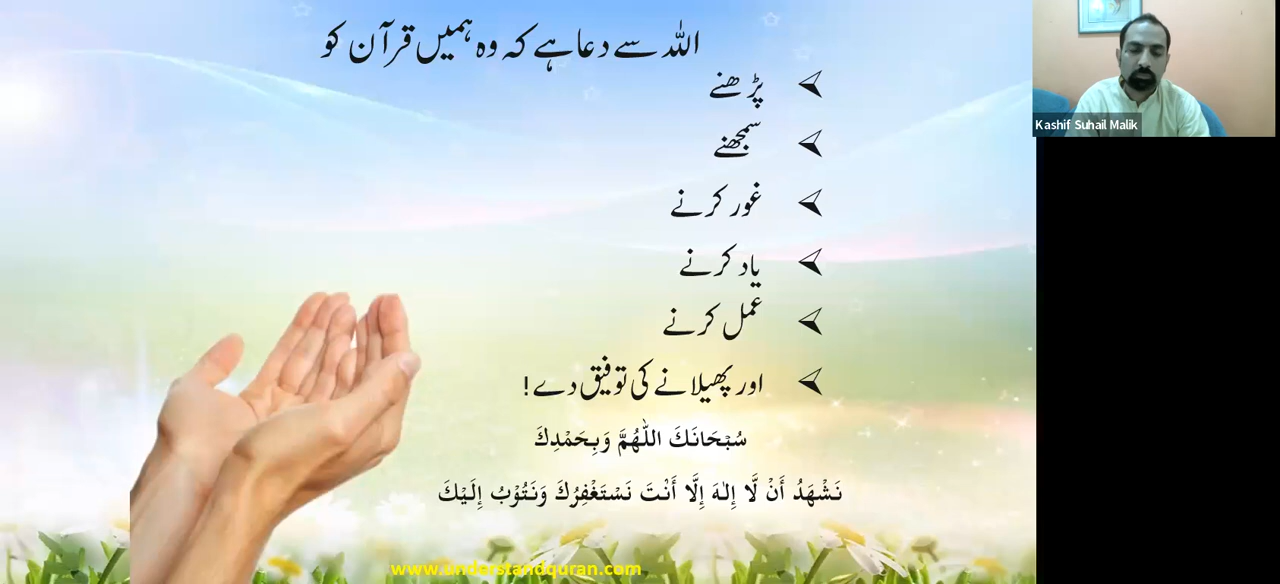 اللہ سے دعا ہے کہ وہ ہمیں قرآن کو
پڑھنے
سمجھنے
غور کرنے
یاد کرنے
عمل کرنے
اور پھیلانے کی توفیق دے!
سُبْحَانَكَ اللّٰهُمَّ وَبِحَمْدِكَ
نَشْهَدُ أَنْ لَّا إِلٰهَ إِلَّا أَنْتَ نَسْتَغْفِرُكَ وَنَتُوْبُ إِلَيْكَ
www.understandquran.com
Kashif Suhail Malik